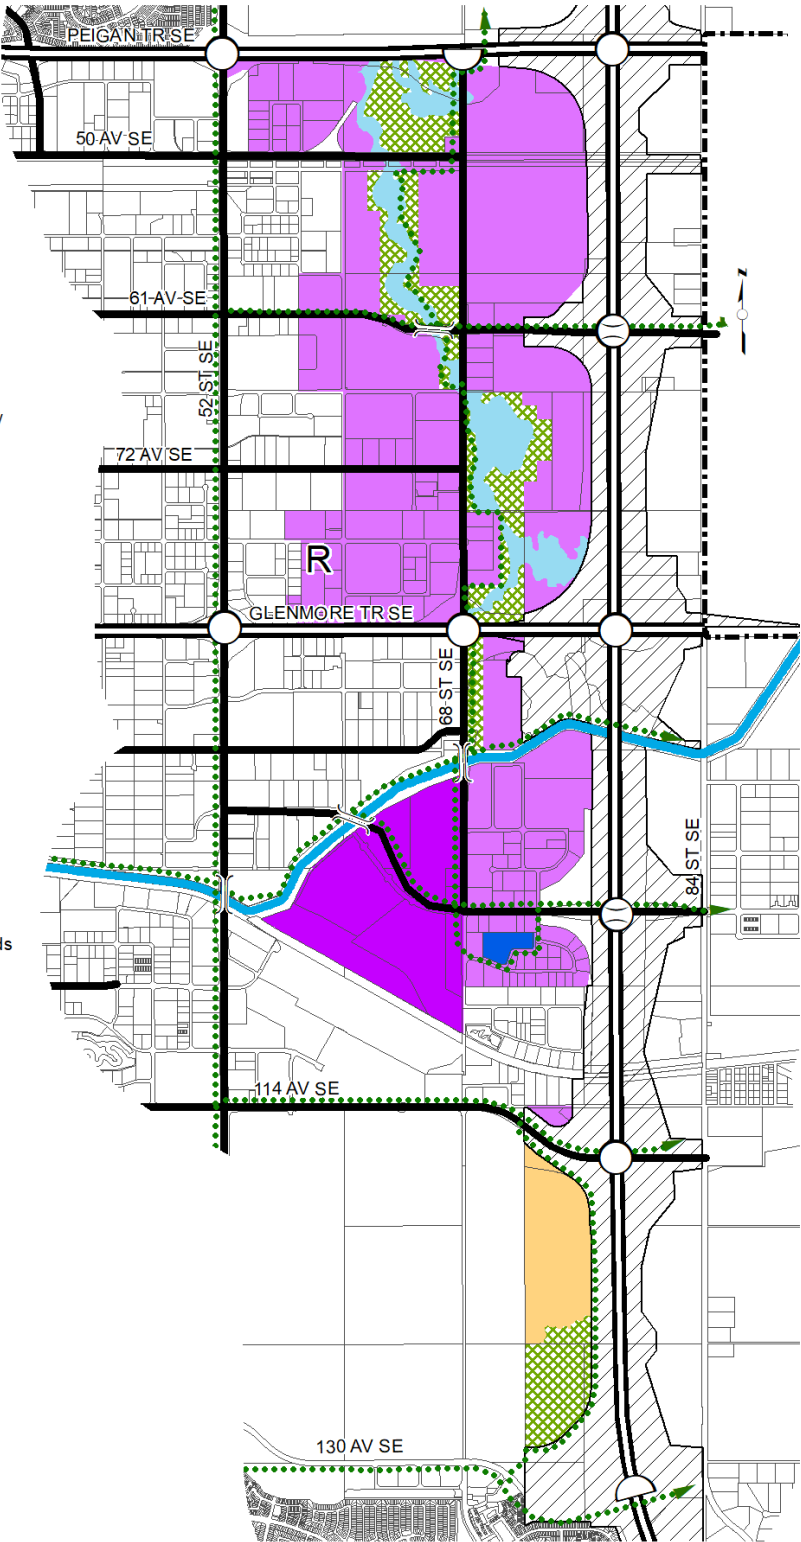 PEIGAN TR SE
50 AV SE
61 AV SE
52 ST SE
72 AV SE
R
GLENMORE TR SE
68 ST SE
84 ST SE
ds
114 AV SE
130 AV SE